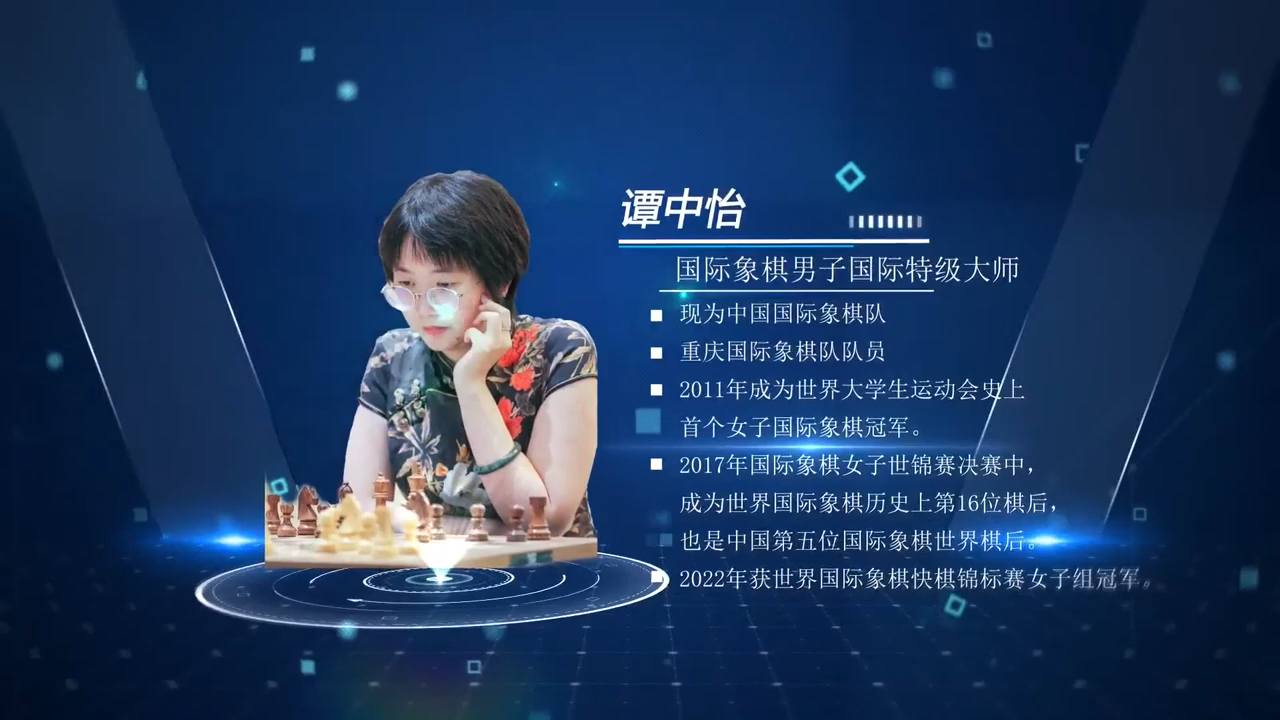 谭中怡
国际象棋男子国际特级大师
现为中国国际象棋队
重庆国际象棋队队员
2011年成为世界大学生运动会史上
首个女子国际象棋冠军。
2017年国际象棋女子世锦赛决赛中，
成为世界国际象棋历史上第16位棋后，
也是中国第五位国际象棋世界棋后。
2022年获世界国际象棋快棋锦标赛女子组冠军。